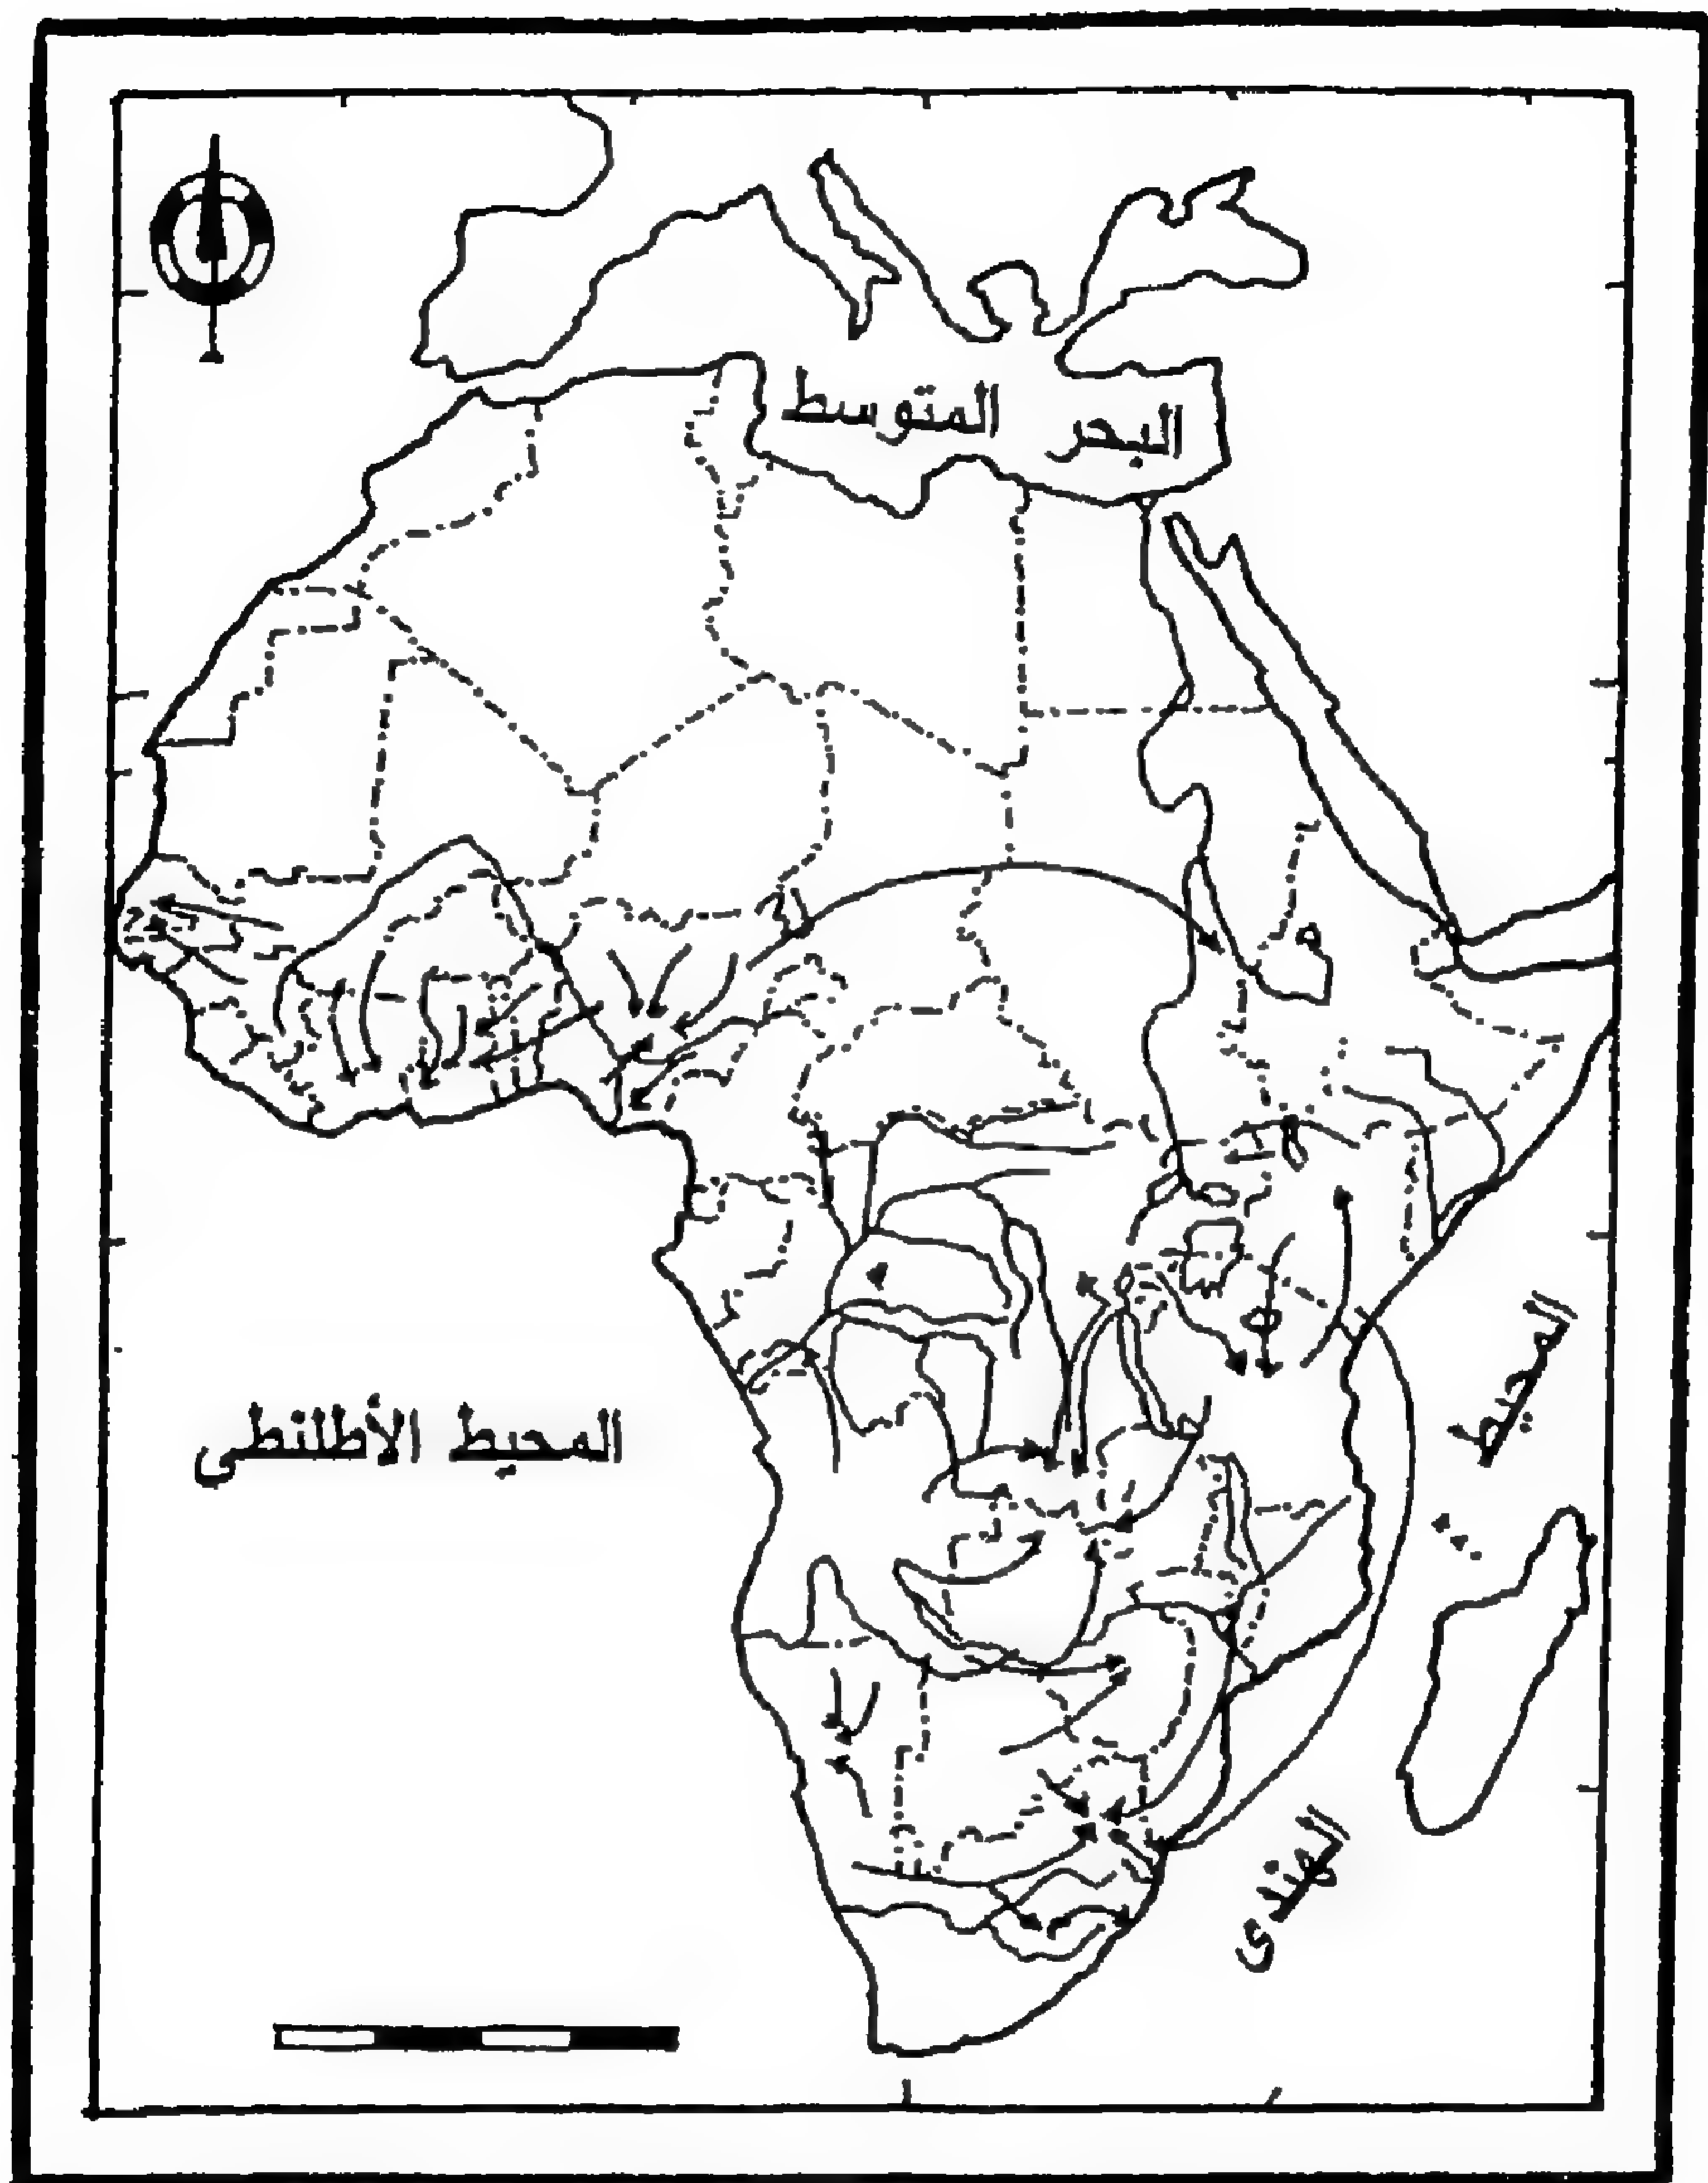 البحر المتوسط
المحيط الأطلنطى
المحيط
الهندى